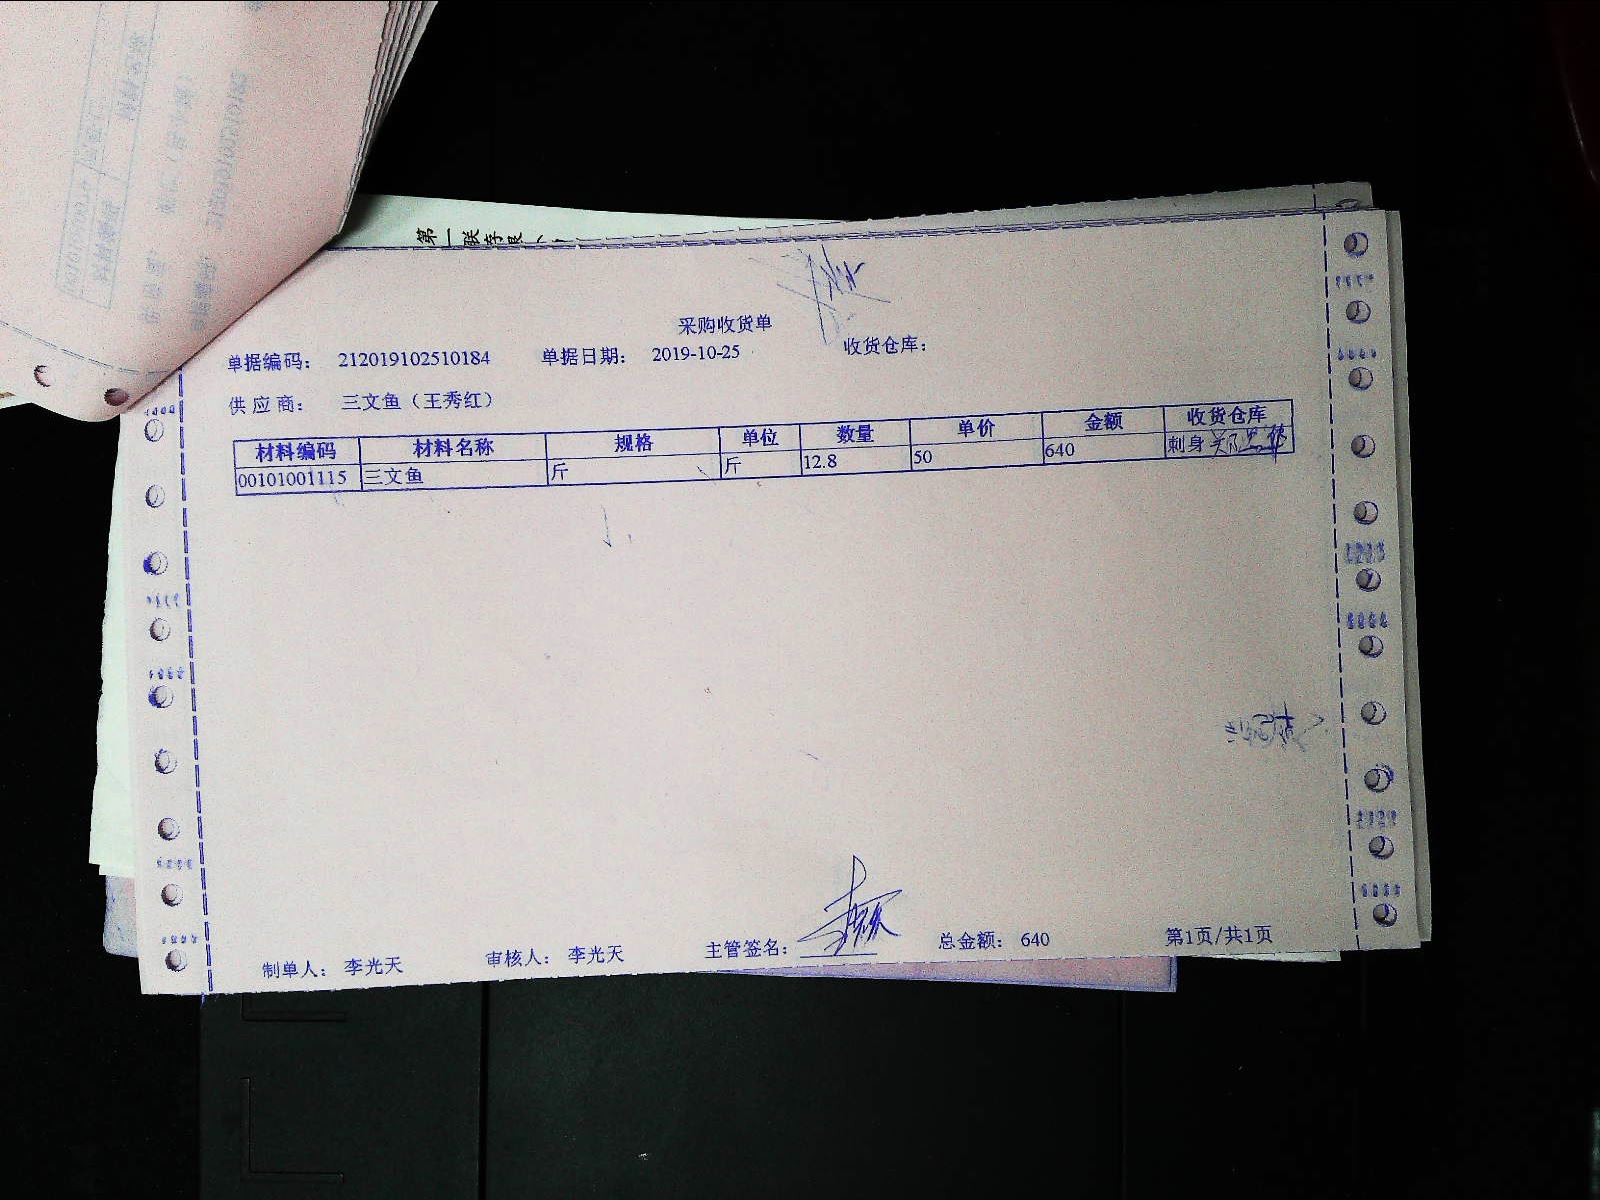 采购收货单
单据编码： 212019102510184 单据日期： 2019-10-25 收货仓库：
供应商： 三文鱼（王秀红）
材料编码 材料名称 规格 单位 数量 单价 金额 收货仓库
00101001115 三文鱼 斤 斤 12.8 50 640 刺身
制单人： 李光天 审核人： 李光天 主管签名： 总金额： 640 第1页/共1页